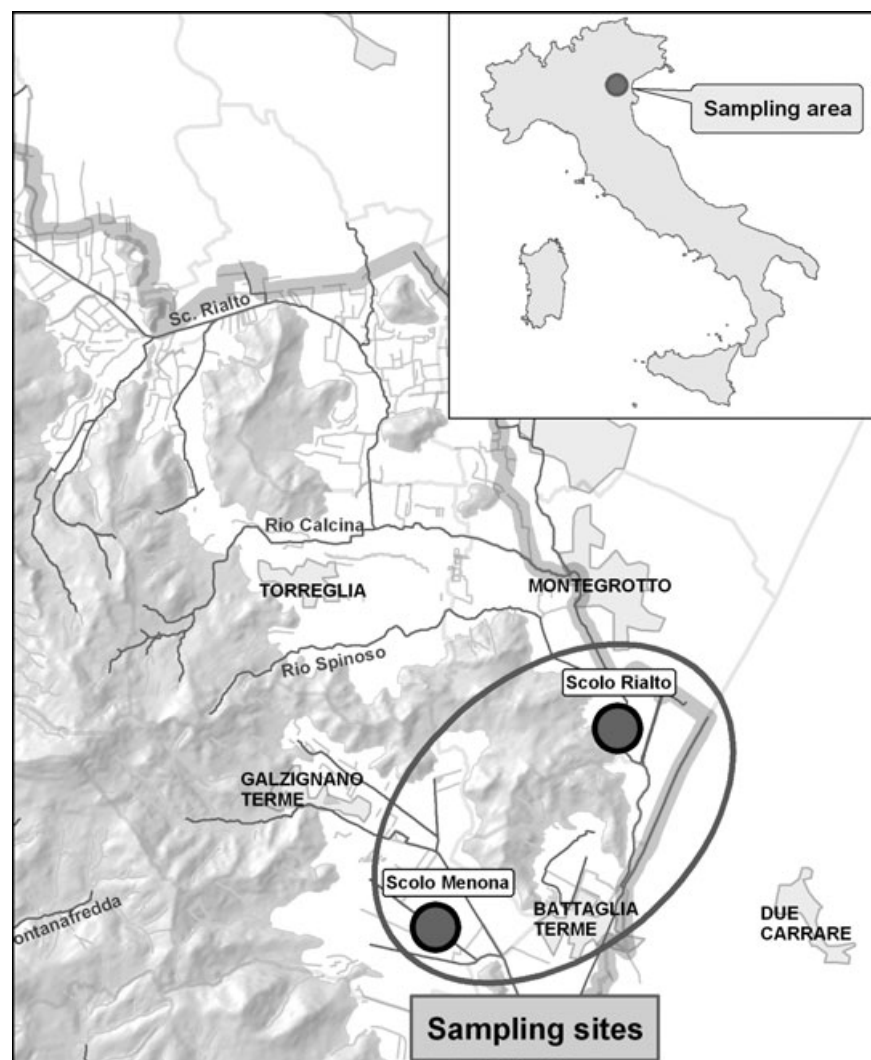 Sampling area
Sc. Rialto
Rio Calcina
TORREGLIA
MONTEGROTTO
Rio Spinoso
Scolo Rialto
GALZIGNANO
TERME
Scolo Menona
ontanafredda
BATTAGLIA
TERME
DUE
CARRARE
Sampling sites